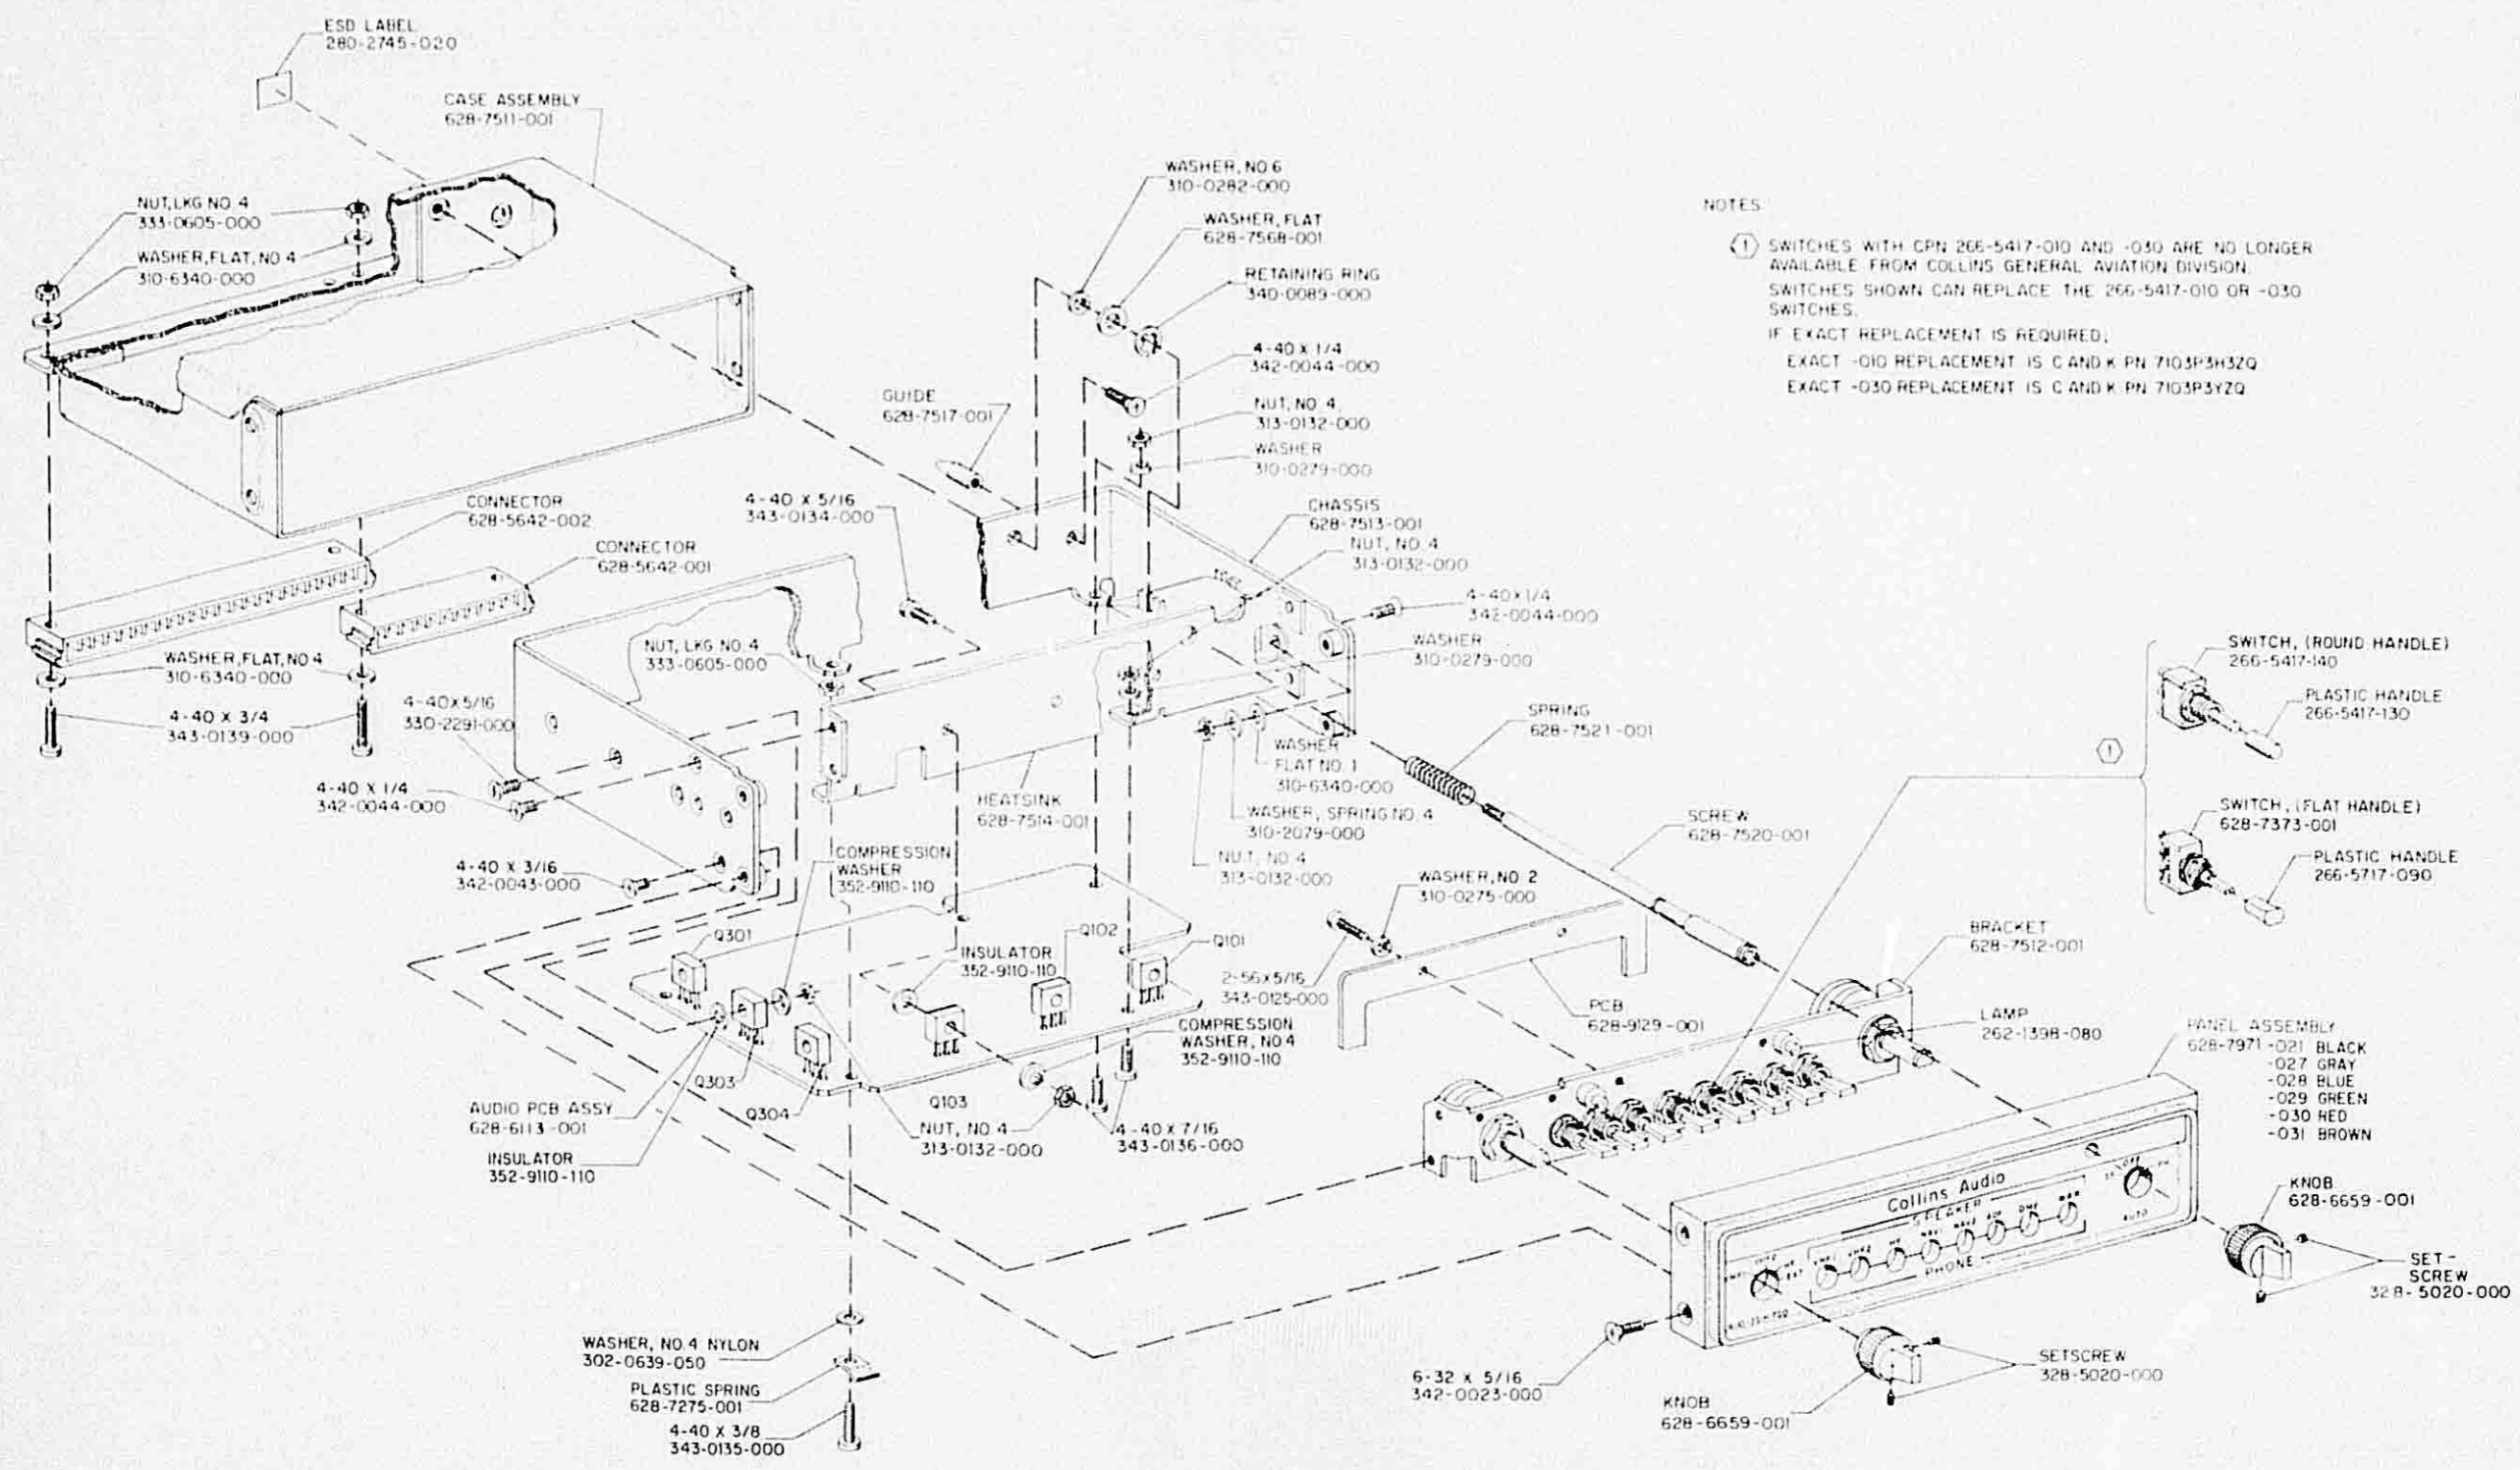 ESD LABEL
280-2745-020
CASE ASSEMBLY
628-7511-001
NUT, LKG NO. 4
333-0605-000
WASHER, FLAT, NO 4
310-6340-000
WASHER, NO. 6
310-0282-000
WASHER, FLAT
628-7568-001
RETAINING RING
340-0089-000
4-40 X 1/4
342-0044-000
NUT, NO. 4
313-0132-000
WASHER
310-0279-000
GUIDE
628-7517-001
NOTES
1 SWITCHES WITH CPN 266-5417-010 AND -030 ARE NO LONGER
AVAILABLE FROM COLLINS GENERAL AVIATION DIVISION.
SWITCHES SHOWN CAN REPLACE THE 266-5417-010 OR -030
SWITCHES.
IF EXACT REPLACEMENT IS REQUIRED;
EXACT -010 REPLACEMENT IS C AND K PN 7103P3H3ZQ
EXACT -030 REPLACEMENT IS C AND K PN 7103P3YZQ
CONNECTOR
628-5642-002
CONNECTOR
628-5642-001
4-40 X 5/16
343-0134-000
CHASSIS
628-7513-001
NUT, NO. 4
313-0132-000
4-40 X 1/4
342-0044-000
WASHER
310-0279-000
WASHER, FLAT, NO 4
310-6340-000
4-40 X 3/4
343-0139-000
NUT, LKG NO. 4
333-0605-000
4-40 X 5/16
330-2291-000
4-40 X 1/4
342-0044-000
4-40 X 3/16
342-0043-000
HEATSINK
628-7514-001
WASHER
FLAT NO. 1
310-6340-000
WASHER, SPRING NO. 4
310-2079-000
NUT, NO 4
313-0132-000
SPRING
628-7521-001
SCREW
628-7520-001
SWITCH, (ROUND HANDLE)
266-5417-140
PLASTIC HANDLE
266-5417-130
1
SWITCH, (FLAT HANDLE)
628-7373-001
PLASTIC HANDLE
266-5717-090
COMPRESSION
WASHER
352-9110-110
Q301
INSULATOR
352-9110-110
Q102
Q101
WASHER, NO. 2
310-0275-000
2-56 X 5/16
343-0125-000
PCB
628-9129-001
BRACKET
628-7512-001
LAMP
262-1398-080
PANEL ASSEMBLY
628-7971 -021 BLACK
-027 GRAY
-028 BLUE
-029 GREEN
-030 RED
-031 BROWN
COMPRESSION
WASHER, NO. 4
352-9110-110
Q303
Q304
Q103
AUDIO PCB ASSY
628-6113-001
INSULATOR
352-9110-110
NUT, NO. 4
313-0132-000
4-40 X 7/16
343-0136-000
Collins Audio
SPEAKER
PHONE
AUTO
KNOB
628-6659-001
SET-
SCREW
328-5020-000
WASHER, NO. 4 NYLON
302-0639-050
PLASTIC SPRING
628-7275-001
4-40 X 3/8
343-0135-000
6-32 X 5/16
342-0023-000
KNOB
628-6659-001
SETSCREW
328-5020-000